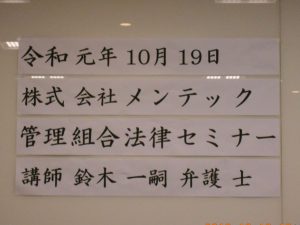 令和元年10月19日
株式会社メンテック
管理組合法律セミナー
講師 鈴木一嗣 弁護士